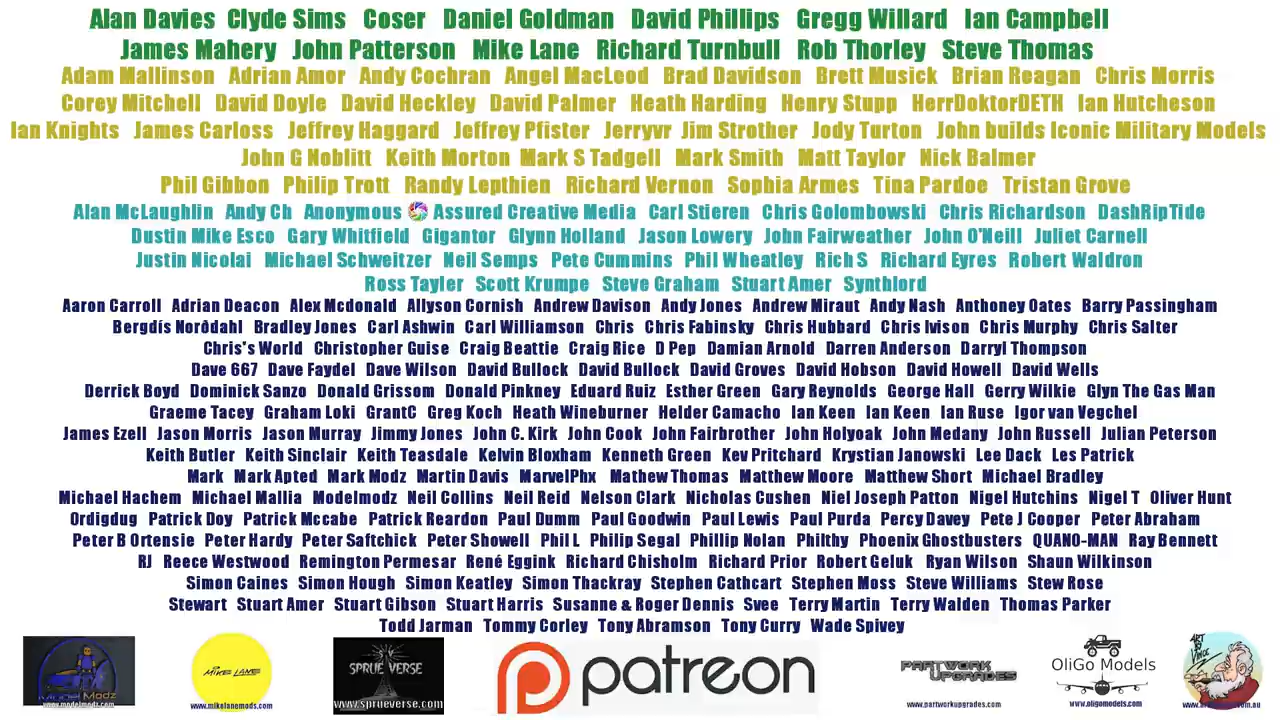 Alan Davies Clyde Sims Coser Daniel Goldman David Phillips Gregg Willard Ian Campbell
James Mahery John Patterson Mike Lane Richard Turnbull Rob Thorley Steve Thomas
Adam Mallinson Adrian Amor Andy Cochran Angel MacLeod Brad Davidson Brett Musick Brian Reagan Chris Morris
Corey Mitchell David Doyle David Heckley David Palmer Heath Harding Henry Stupp HerrDoktorDETH Ian Hutcheson
Ian Knights James Carloss Jeffrey Haggard Jeffrey Pfister Jerryvr Jim Strother Jody Turton John builds Iconic Military Models
John G Noblitt Keith Morton Mark S Tadgell Mark Smith Matt Taylor Nick Balmer
Phil Gibbon Philip Trott Randy Lepthien Richard Vernon Sophia Armes Tina Pardoe Tristan Grove
Alan McLaughlin Andy Ch Anonymous Assured Creative Media Carl Stieren Chris Golembowski Chris Richardson DashRipTide
Dustin Mike Esco Gary Whitfield Gigantor Glynn Holland Jason Lowery John Fairweather John O'Neill Juliet Carnell
Justin Nicolai Michael Schweitzer Neil Semps Pete Cummins Phil Wheatley Rich S Richard Eyres Robert Waldron
Ross Tayler Scott Krumpe Steve Graham Stuart Amer Synthlord
Aaron Carroll Adrian Deacon Alex Mcdonald Allyson Cornish Andrew Davison Andy Jones Andrew Miraut Andy Nash Anthoney Oates Barry Passingham
Bergdís Norðdahl Bradley Jones Carl Ashwin Carl Williamson Chris Chris Fabinsky Chris Hubbard Chris Ivison Chris Murphy Chris Salter
Chris's World Christopher Guise Craig Beattie Craig Rice D Pep Damian Arnold Darren Anderson Darryl Thompson
Dave 667 Dave Faydel Dave Wilson David Bullock David Bullock David Groves David Hobson David Howell David Wells
Derrick Boyd Dominick Sanzo Donald Grissom Donald Pinkney Eduard Ruiz Esther Green Gary Reynolds George Hall Gerry Wilkie Glyn The Gas Man
Graeme Tacey Graham Loki GrantC Greg Koch Heath Wineburner Helder Camacho Ian Keen Ian Keen Ian Ruse Igor van Vegchel
James Ezell Jason Morris Jason Murray Jimmy Jones John C. Kirk John Cook John Fairbrother John Holyoak John Medany John Russell Julian Peterson
Keith Butler Keith Sinclair Keith Teasdale Kelvin Bloxham Kenneth Green Kev Pritchard Krystian Janowski Lee Dack Les Patrick
Mark Mark Apted Mark Modz Martin Davis MarvelPhx Mathew Thomas Matthew Moore Matthew Short Michael Bradley
Michael Hachem Michael Mallia Modelmodz Neil Collins Neil Reid Nelson Clark Nicholas Cushen Niel Joseph Patton Nigel Hutchins Nigel T Oliver Hunt
Ordigdug Patrick Doy Patrick Mccabe Patrick Reardon Paul Dumm Paul Goodwin Paul Lewis Paul Purda Percy Davey Pete J Cooper Peter Abraham
Peter B Ortensie Peter Hardy Peter Saftchick Peter Showell Phil L Philip Segal Phillip Nolan Philthy Phoenix Ghostbusters QUANO-MAN Ray Bennett
RJ Reece Westwood Remington Permesar René Eggink Richard Chisholm Richard Prior Robert Geluk Ryan Wilson Shaun Wilkinson
Simon Caines Simon Hough Simon Keatley Simon Thackray Stephen Cathcart Stephen Moss Steve Williams Stew Rose
Stewart Stuart Amer Stuart Gibson Stuart Harris Susanne & Roger Dennis Svee Terry Martin Terry Walden Thomas Parker
Todd Jarman Tommy Corley Tony Abramson Tony Curry Wade Spivey
Model Modz
www.modelmodz.com
MIKE LANE
www.mikelanemods.com
SPRUE VERSE
www.sprueverse.com
patreon
PARTWORK UPGRADES
www.partworkupgrades.com
OliGo Models
www.oligomodels.com
ART BY VINCE